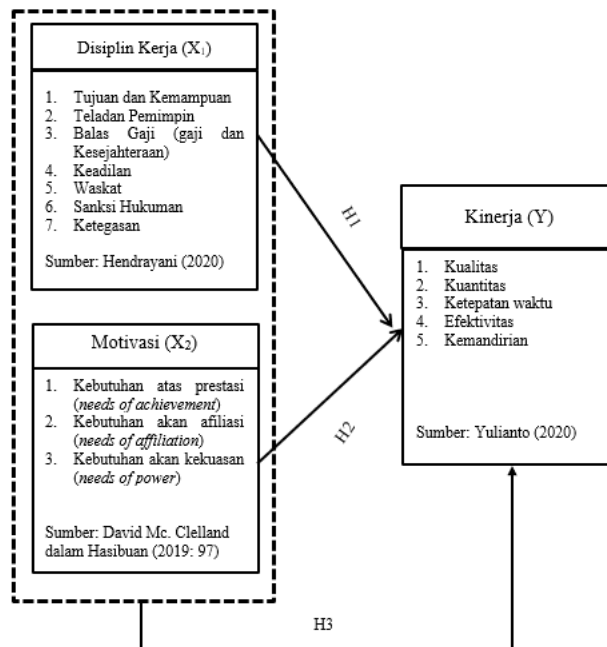 Disiplin Kerja (X₁)
1. Tujuan dan Kemampuan
2. Teladan Pemimpin
3. Balas Gaji (gaji dan
Kesejahteraan)
4. Keadilan
5. Waskat
6. Sanksi Hukuman
7. Ketegasan
Sumber: Hendrayani (2020)
Motivasi (X₂)
1. Kebutuhan atas prestasi
(needs of achievement)
2. Kebutuhan akan afiliasi
(needs of affiliation)
3. Kebutuhan akan kekuasan
(needs of power)
Sumber: David Mc. Clelland
dalam Hasibuan (2019: 97)
H1
H2
Kinerja (Y)
1. Kualitas
2. Kuantitas
3. Ketepatan waktu
4. Efektivitas
5. Kemandirian
Sumber: Yulianto (2020)
H3